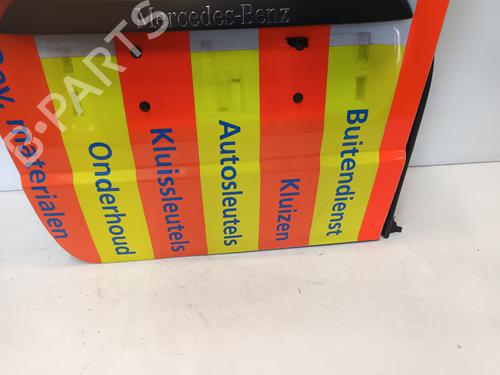 Mercedes-Benz
B-PARTS
materialen
Onderhoud
Kluissleutels
Autosleutels
Kluizen
Buitendienst